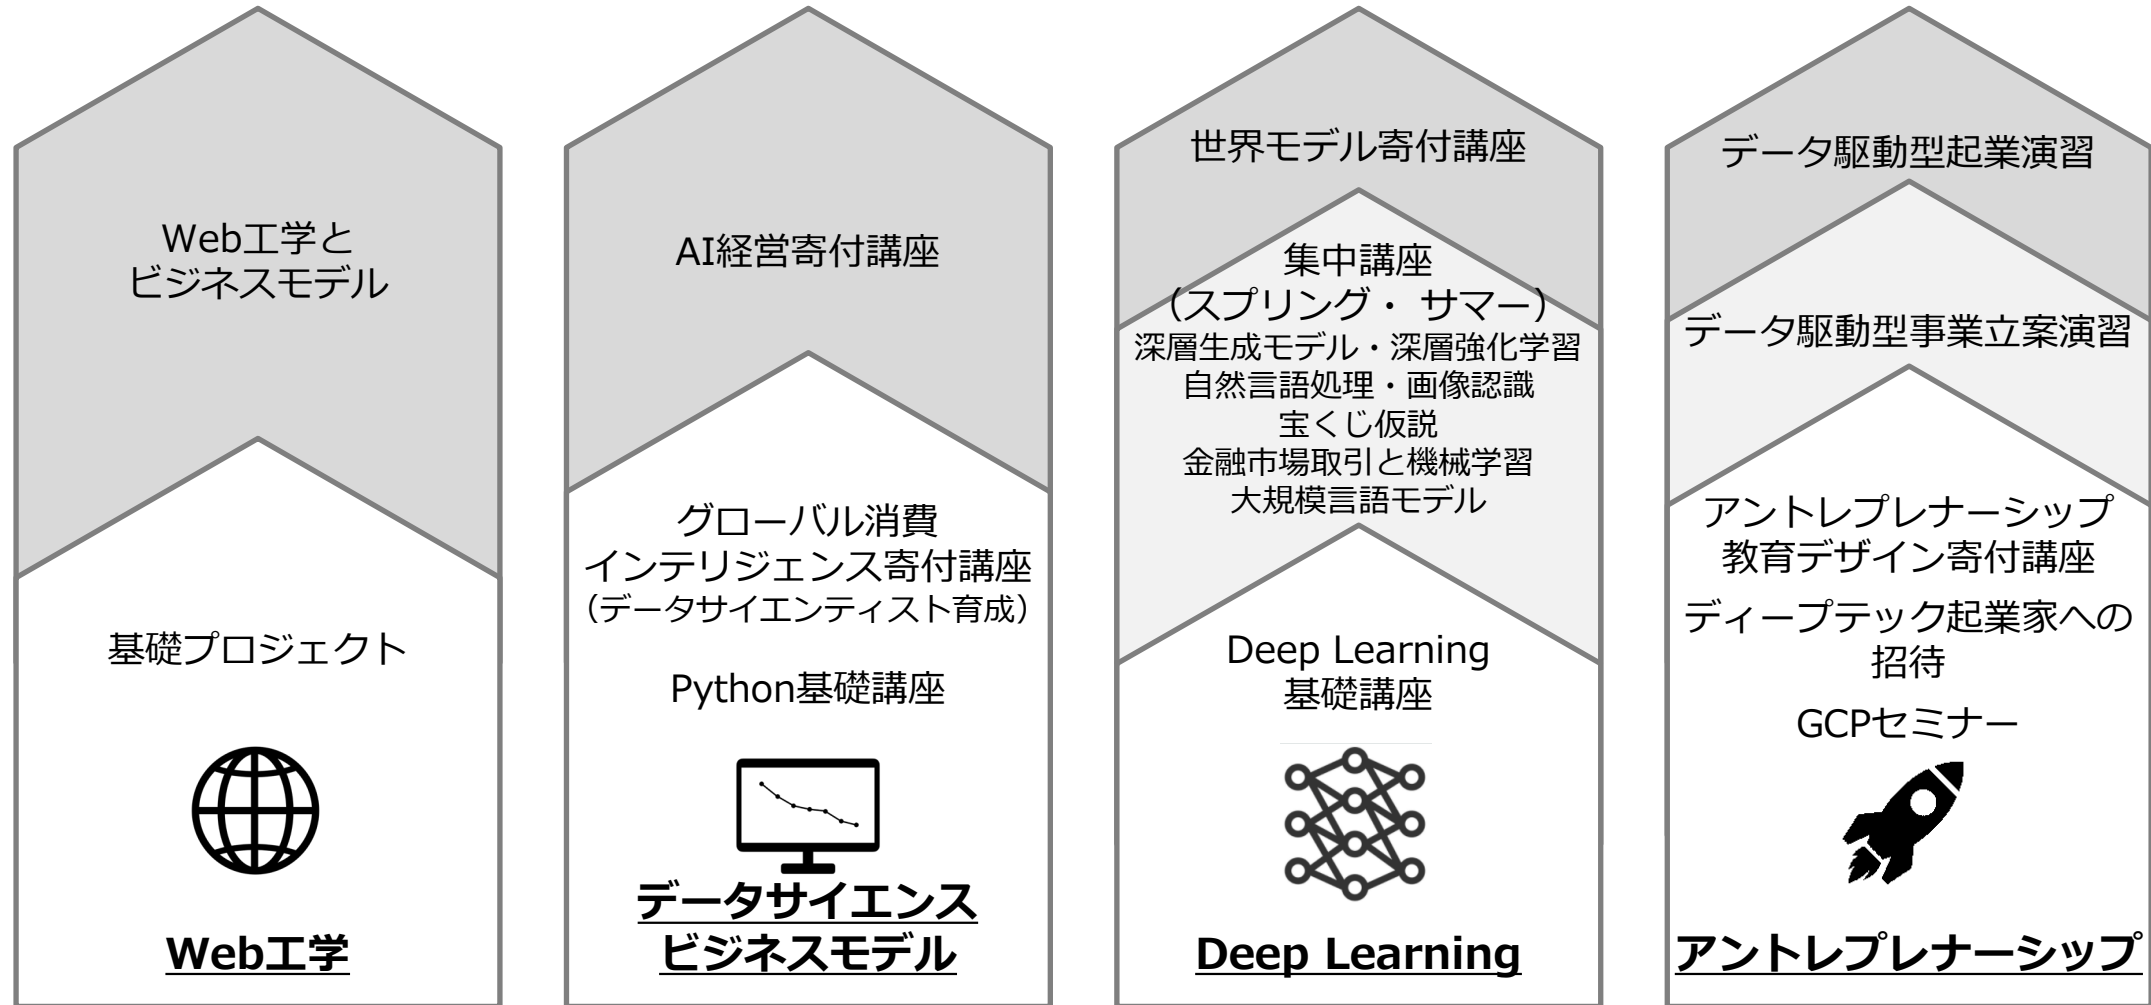 Web工学と
ビジネスモデル
基礎プロジェクト
Web工学
AI経営寄付講座
グローバル消費
インテリジェンス寄付講座
（データサイエンティスト育成）
Python基礎講座
データサイエンス
ビジネスモデル
世界モデル寄付講座
集中講座
（スプリング・ サマー）
深層生成モデル・深層強化学習
自然言語処理・画像認識
宝くじ仮説
金融市場取引と機械学習
大規模言語モデル
Deep Learning
基礎講座
Deep Learning
データ駆動型起業演習
データ駆動型事業立案演習
アントレプレナーシップ
教育デザイン寄付講座
ディープテック起業家への
招待
GCPセミナー
アントレプレナーシップ